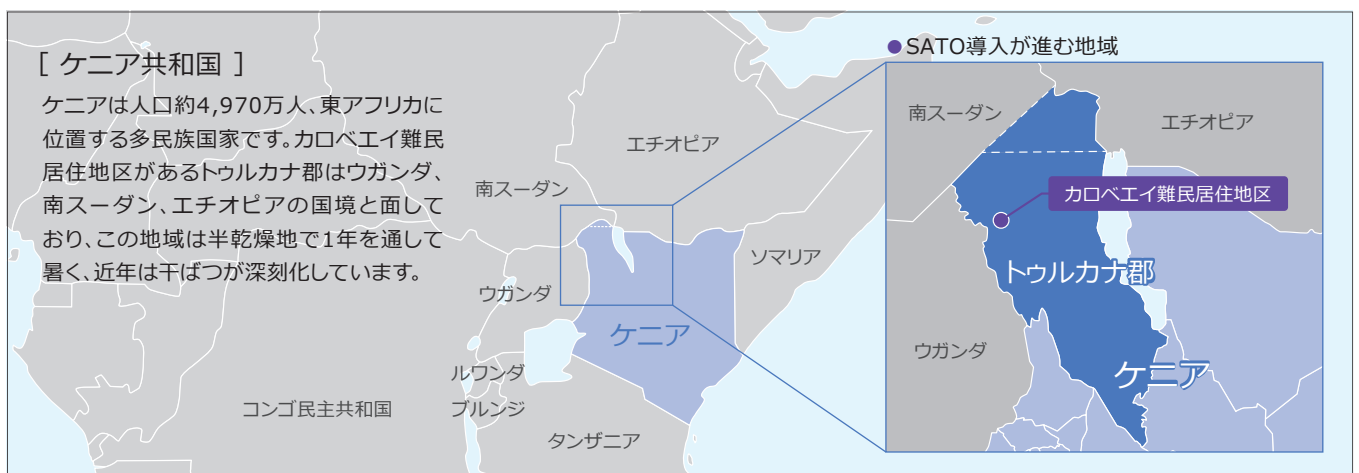 [ ケニア共和国 ]
ケニアは人口約4,970万人、東アフリカに
位置する多民族国家です。カロベエイ難民
居住地区があるトゥルカナ郡はウガンダ、
南スーダン、エチオピアの国境と面して
おり、この地域は半乾燥地で1年を通して
暑く、近年は干ばつが深刻化しています。
エチオピア
南スーダン
ソマリア
ウガンダ
ケニア
ルワンダ
コンゴ民主共和国
ブルンジ
タンザニア
SATO導入が進む地域
南スーダン
エチオピア
カロベエイ難民居住地区
トゥルカナ郡
ウガンダ
ケニア